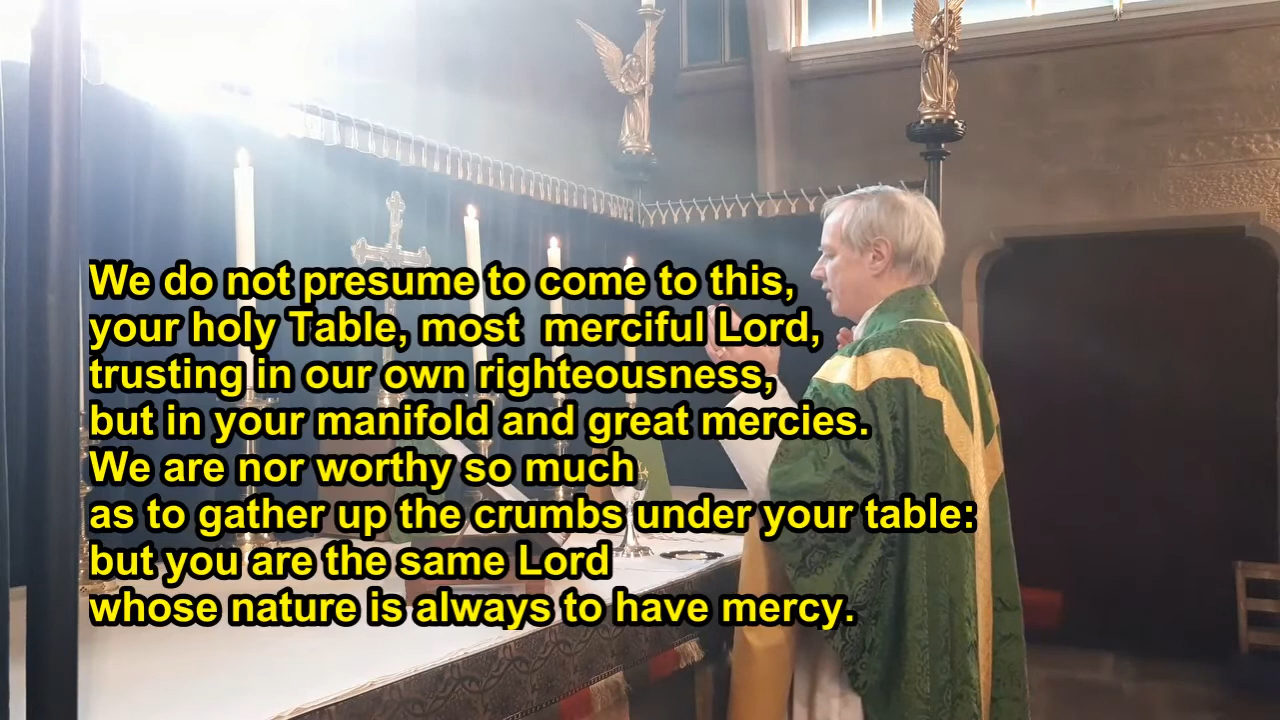 We do not presume to come to this,
your holy Table, most  merciful Lord,
trusting in our own righteousness,
but in your manifold and great mercies.
We are nor worthy so much
as to gather up the crumbs under your table:
but you are the same Lord
whose nature is always to have mercy.